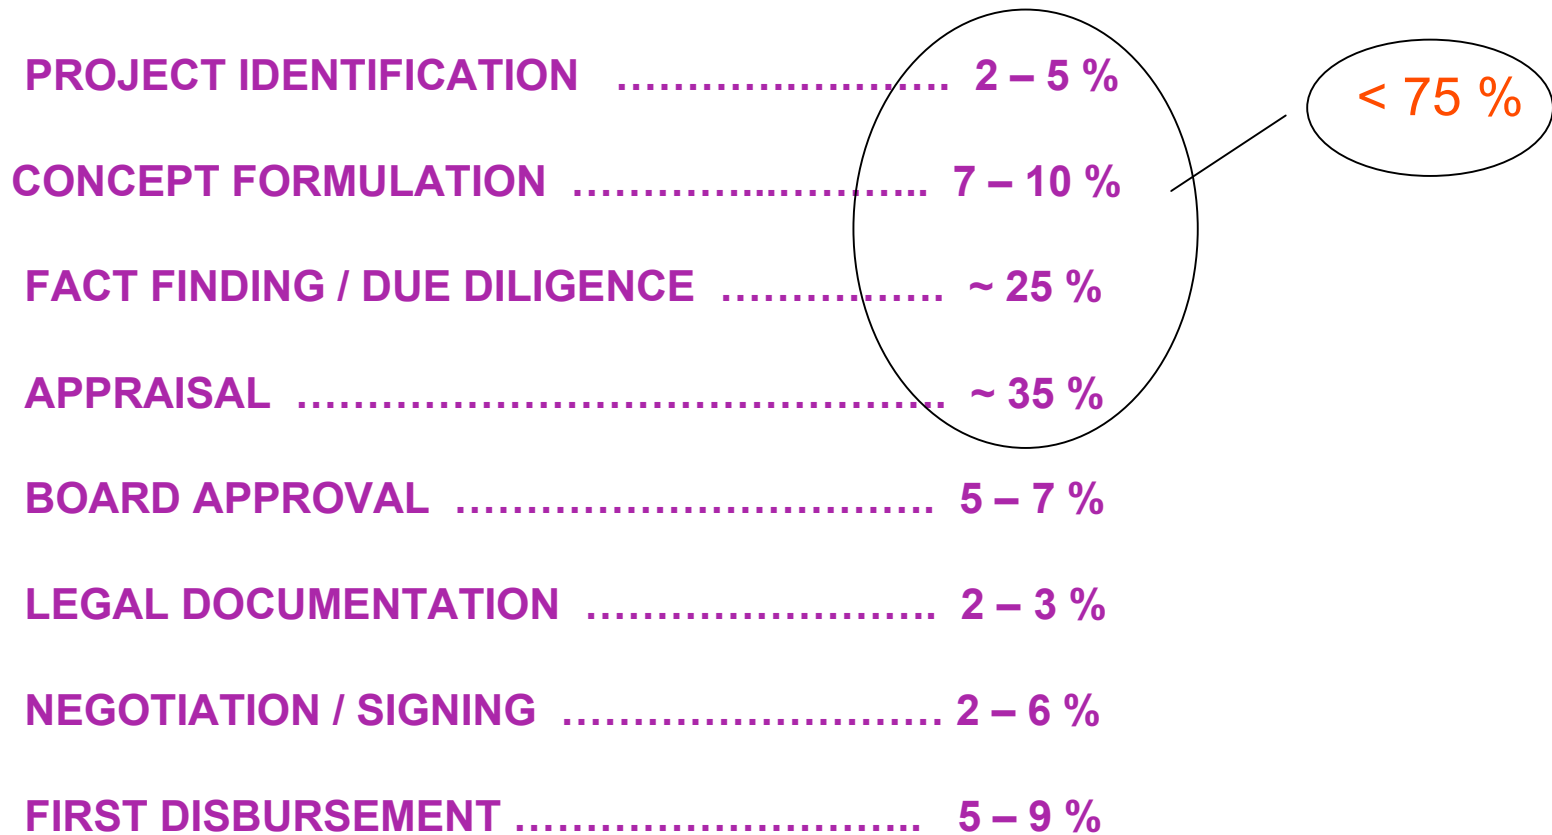 PROJECT IDENTIFICATION ………….….……. 2 – 5 %
< 75 %
CONCEPT FORMULATION …………....……….. 7 – 10 %
FACT FINDING / DUE DILIGENCE ……………. ~ 25 %
APPRAISAL ………………………………………. ~ 35 %
BOARD APPROVAL ……………………………. 5 – 7 %
LEGAL DOCUMENTATION ……………………. 2 – 3 %
NEGOTIATION / SIGNING ……………………… 2 – 6 %
FIRST DISBURSEMENT ……………………….. 5 – 9 %